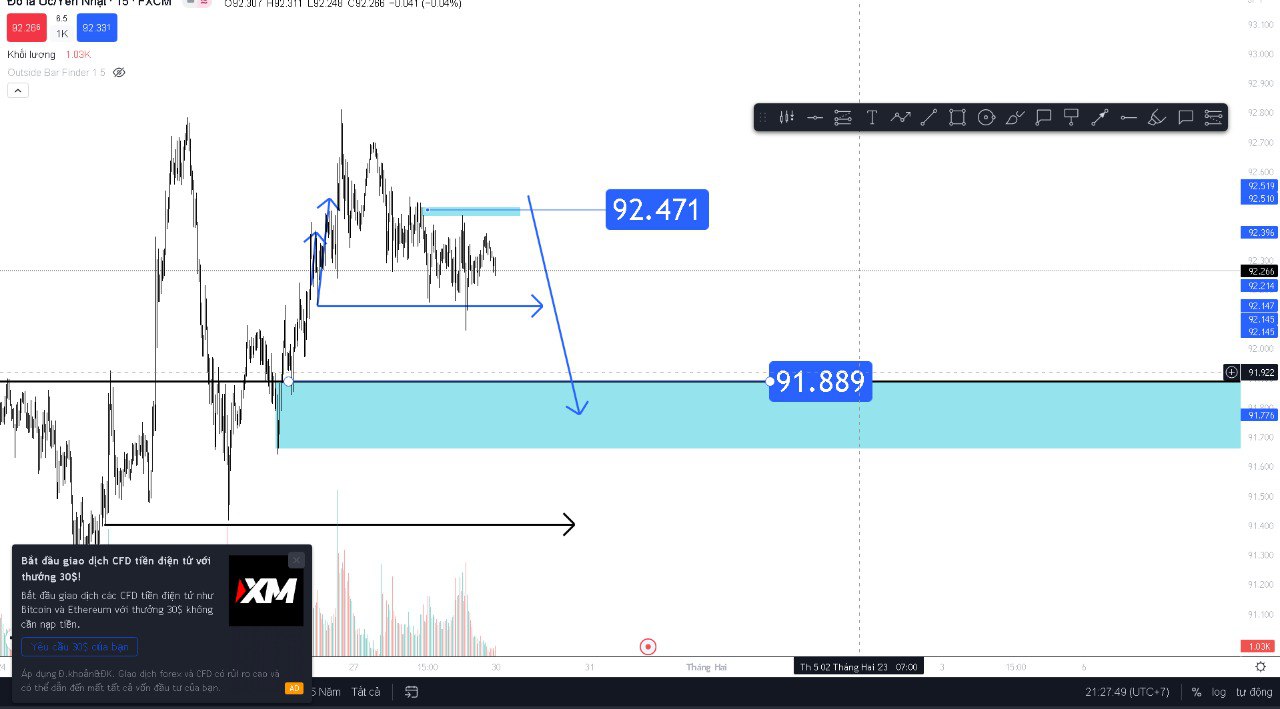 Đô la Úc/Yên Nhật · 15 · FXCM O92.307 H92.311 L92.248 C92.266 −0.041 (−0.04%)
92.266 6.5 1K 92.331
Khối lượng 1.03K
Outside Bar Finder 1 5
92.471
91.889
93.100
93.000
92.900
92.800
92.700
92.600
92.519
92.510
92.396
92.300
92.266
92.214
92.147
92.145
92.145
92.000
91.922
91.776
91.700
91.500
91.400
91.300
91.200
91.100
1.03K
Bắt đầu giao dịch CFD tiền điện tử với
thưởng 30$!
Bắt đầu giao dịch các CFD tiền điện tử như
Bitcoin và Ethereum với thưởng 30$ không
cần nạp tiền.
Yêu cầu 30$ của bạn
Áp dụng Đ.khoản&ĐK. Giao dịch forex và CFD có rủi ro cao và
có thể dẫn đến mất tất cả vốn đầu tư của bạn.
AD
XM
27 15:00 30 31 Tháng Hai Th 5 02 Tháng Hai 23 07:00 3 15:00 6
5 Năm Tất cả 21:27:49 (UTC+7) % log tự động